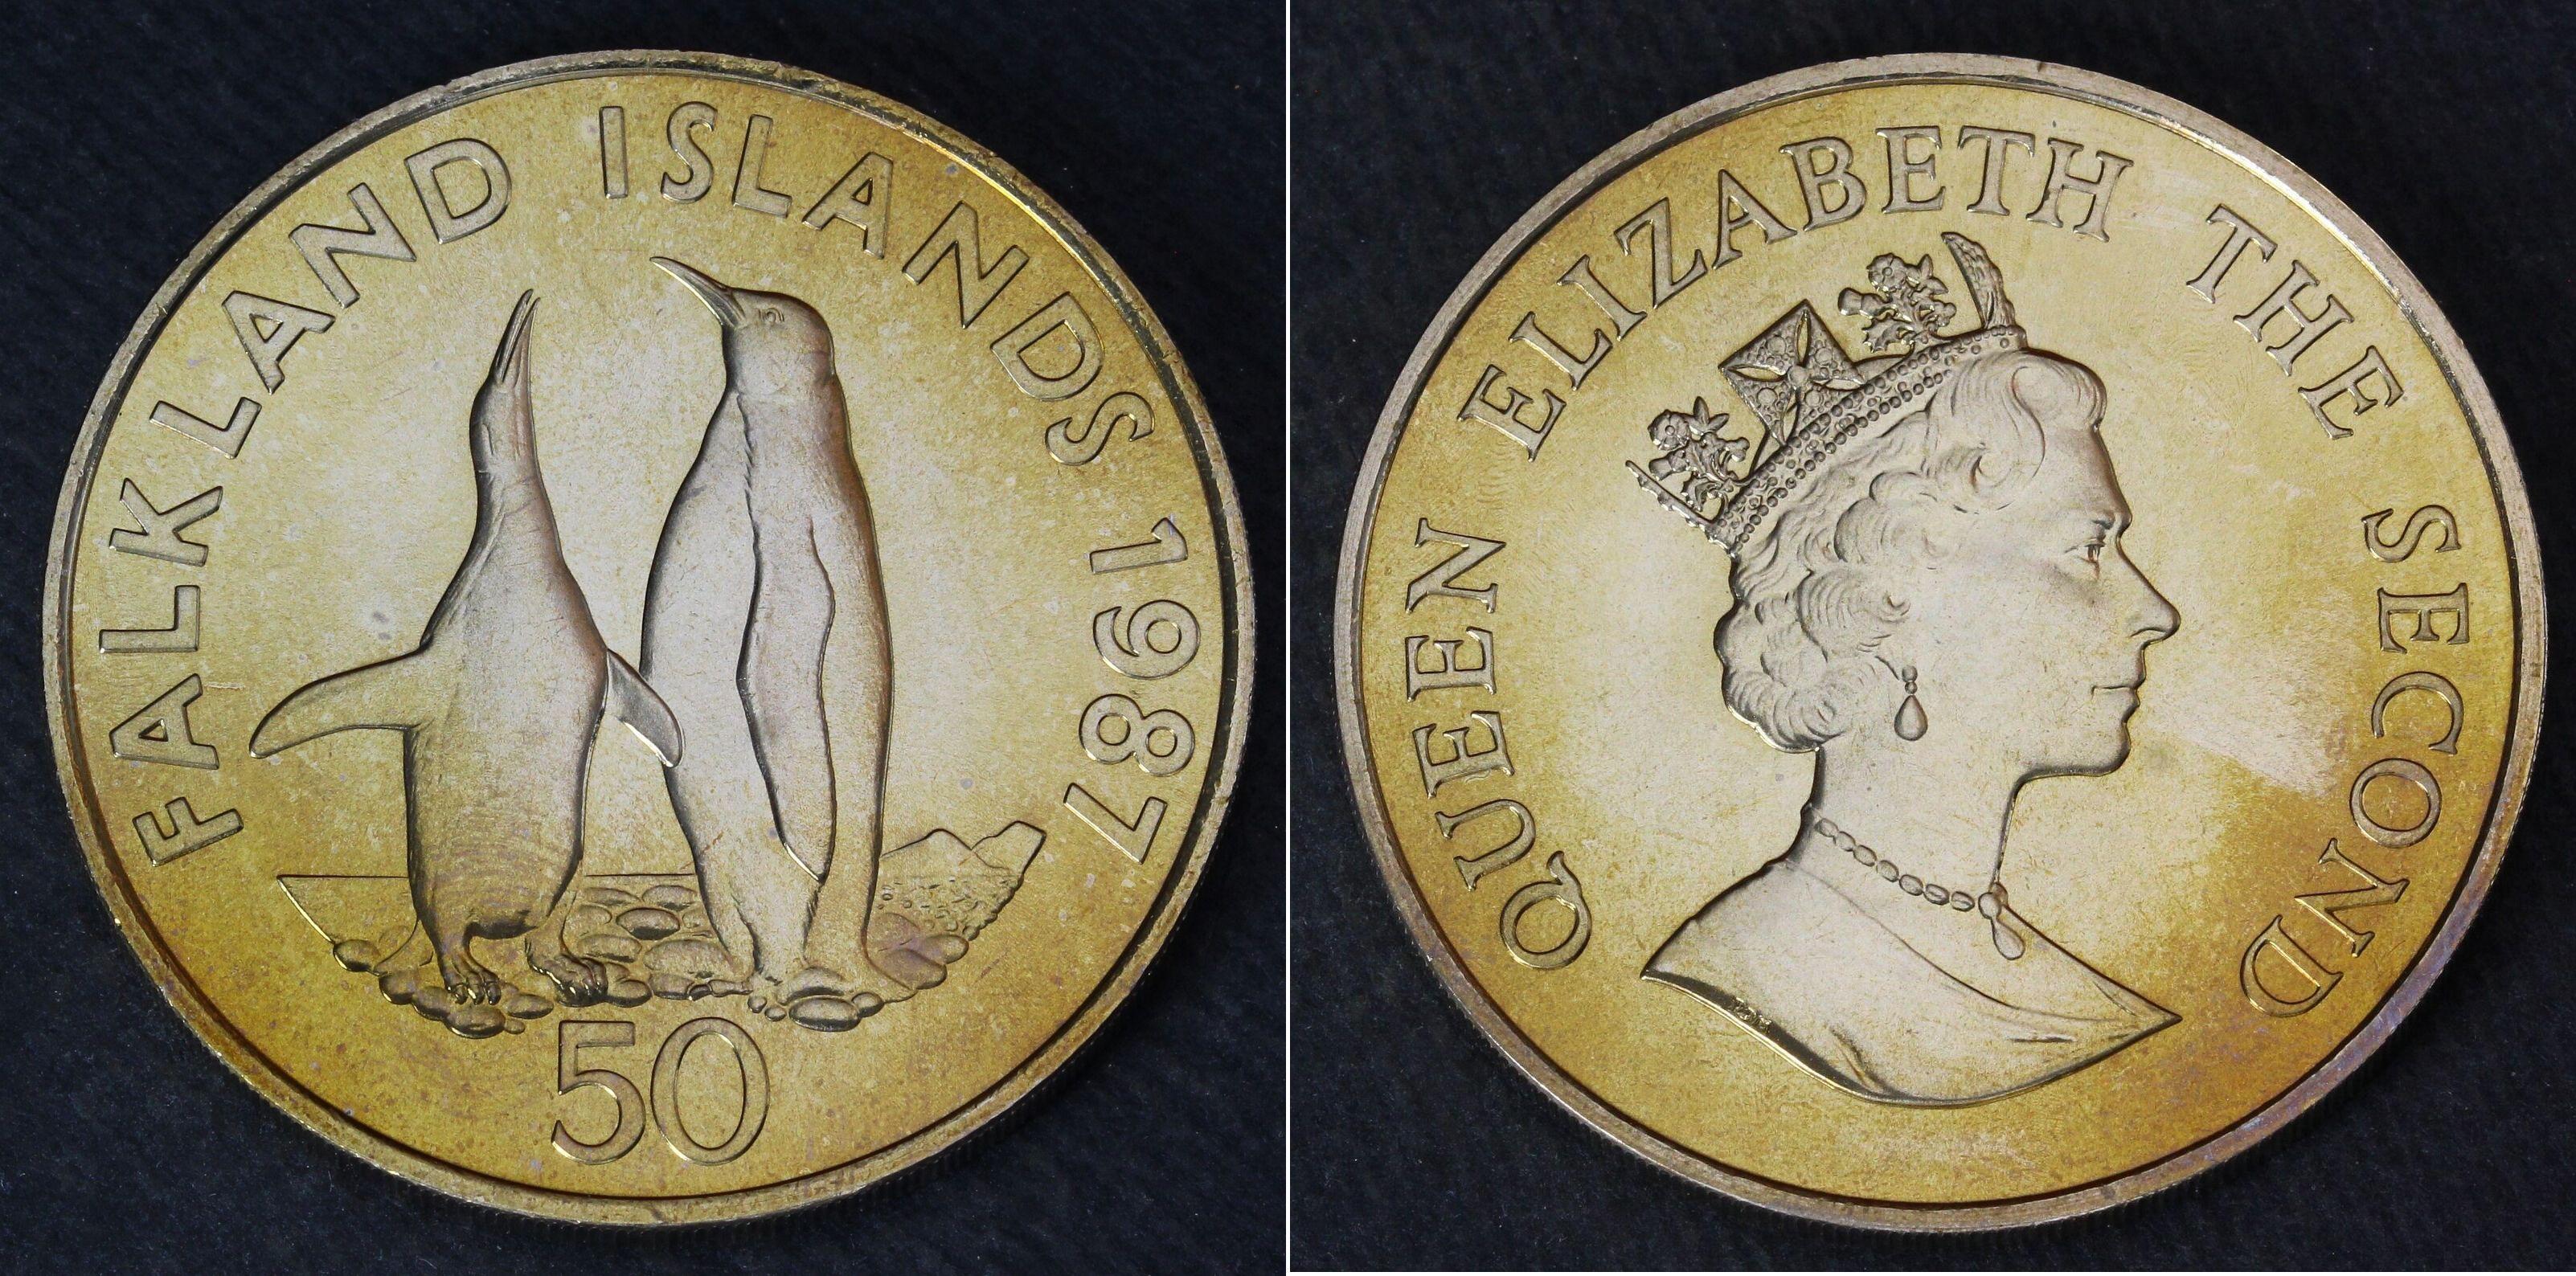 FALKLAND ISLANDS 1987
50
QUEEN ELIZABETH THE SECOND